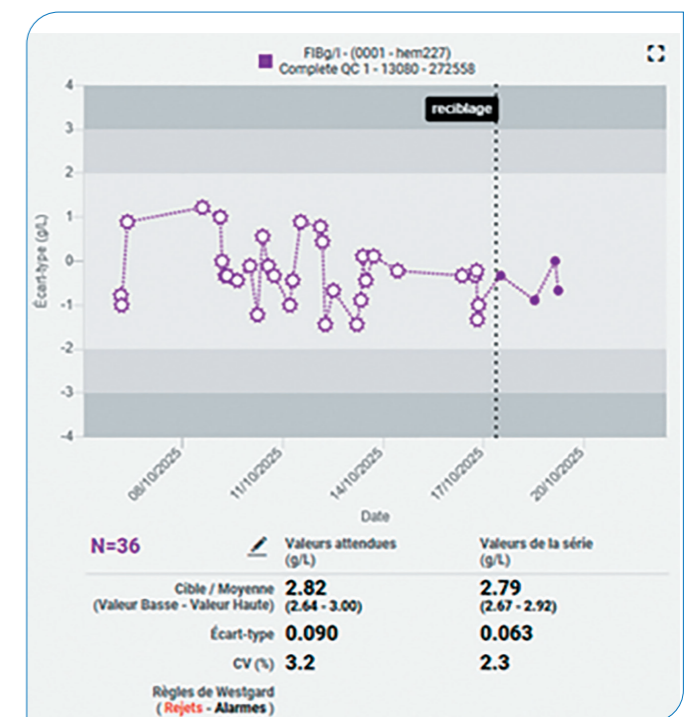 FIBg/l - (0001 - hem227)
Complete QC 1 - 13080 - 272558
reciblage
4
3
2
1
0
-1
-2
-3
-4
Écart-type (g/L)
08/10/2025
11/10/2025
14/10/2025
17/10/2025
20/10/2025
Date
N=36
Valeurs attendues
(g/L)
Valeurs de la série
(g/L)
Cible / Moyenne 2.82 2.79
(Valeur Basse - Valeur Haute) (2.64 - 3.00) (2.67 - 2.92)
Écart-type 0.090 0.063
CV (%) 3.2 2.3
Règles de Westgard
( Rejets - Alarmes )